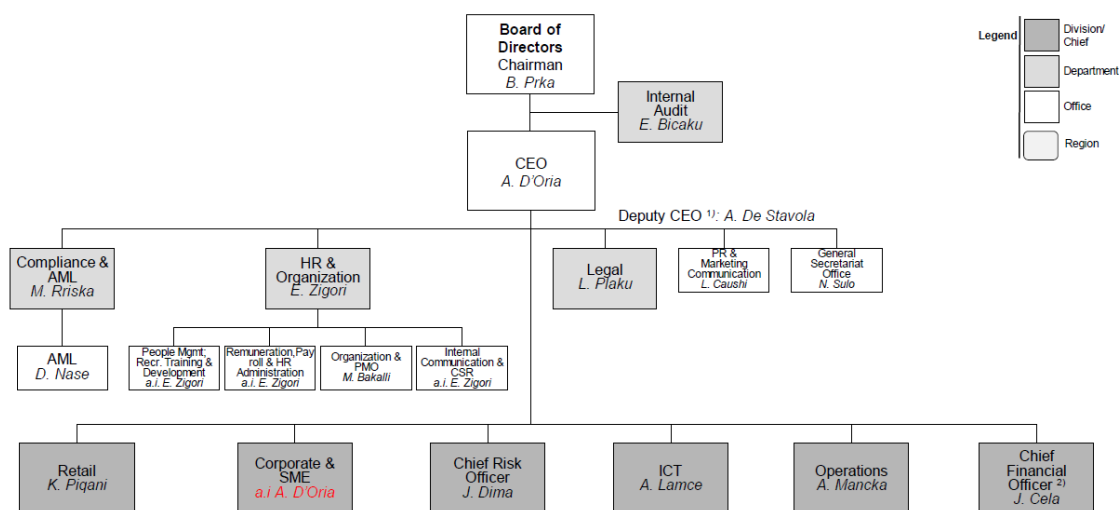 Board of
Directors
Chairman
B. Prka
Legend
Division/
Chief
Department
Office
Region
Internal
Audit
E. Bicaku
CEO
A. D'Oria
Deputy CEO ¹⁾: A. De Stavola
Compliance &
AML
M. Rriska
HR &
Organization
E. Zigori
Legal
L. Plaku
PR &
Marketing
Communication
L. Caushi
General
Secretariat
Office
N. Sulo
AML
D. Nase
People Mgmt;
Recr. Training &
Development
a.i. E. Zigori
Remuneration,Pay
roll & HR
Administration
a.i. E. Zigori
Organization &
PMO
M. Bakalli
Internal
Communication &
CSR
a.i. E. Zigori
Retail
K. Piqani
Corporate &
SME
a.i A. D'Oria
Chief Risk
Officer
J. Dima
ICT
A. Lamce
Operations
A. Mancka
Chief
Financial
Officer ²⁾
J. Cela